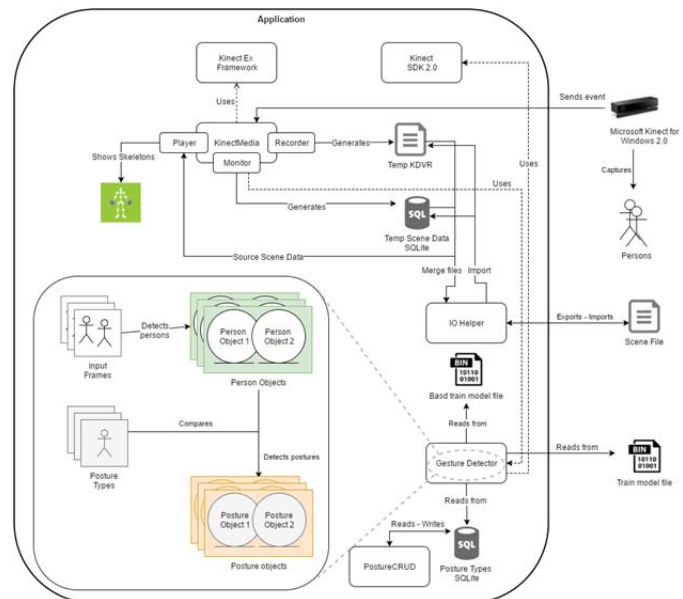 Application
Kinect Ex
Framework
Kinect
SDK 2.0
Sends event
Uses
Player
KinectMedia
Recorder
Generates
Monitor
Temp KDVR
Microsoft Kinect for
Windows 2.0
Shows Skeletons
Uses
Captures
Uses
Generates
SQL
Temp Scene Data
SQLite
Persons
Source Scene Data
Merge files
Import
IO Helper
Exports - Imports
Scene File
Detects
persons
Person
Object 1
Person
Object 2
Input
Frames
Person Objects
BIN
10110
01001
Basd train model file
Reads from
Compares
Posture
Types
Detects postures
Gesture Detector
Reads from
BIN
10110
01001
Train model file
Reads from
Posture
Object 1
Posture
Object 2
Posture objects
Reads - Writes
SQL
PostureCRUD
Posture Types
SQLite